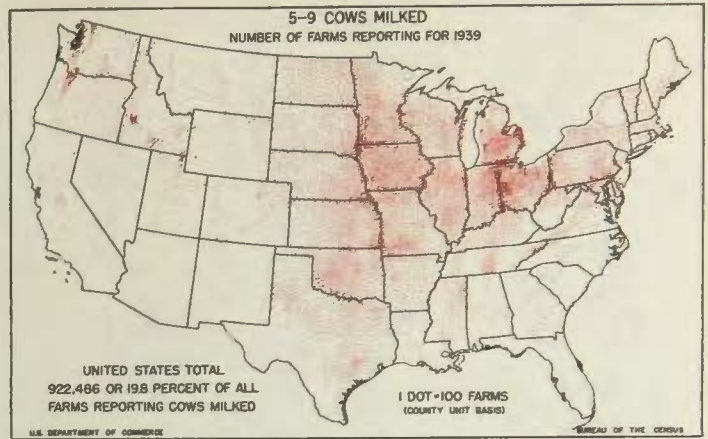 5-9 COWS MILKED
NUMBER OF FARMS REPORTING FOR 1939
UNITED STATES TOTAL
922,486 OR 19.8 PERCENT OF ALL
FARMS REPORTING COWS MILKED
1 DOT=100 FARMS
(COUNTY UNIT BASIS)
U.S. DEPARTMENT OF COMMERCE
BUREAU OF THE CENSUS